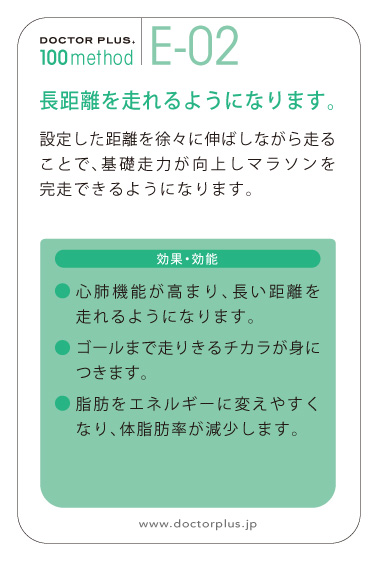 DOCTOR PLUS.
100method
E-02
長距離を走れるようになります。
設定した距離を徐々に伸ばしながら走る
ことで、基礎走力が向上しマラソンを
完走できるようになります。
効果・効能
● 心肺機能が高まり、長い距離を
走れるようになります。
● ゴールまで走りきるチカラが身に
つきます。
● 脂肪をエネルギーに変えやすく
なり、体脂肪率が減少します。
www.doctorplus.jp